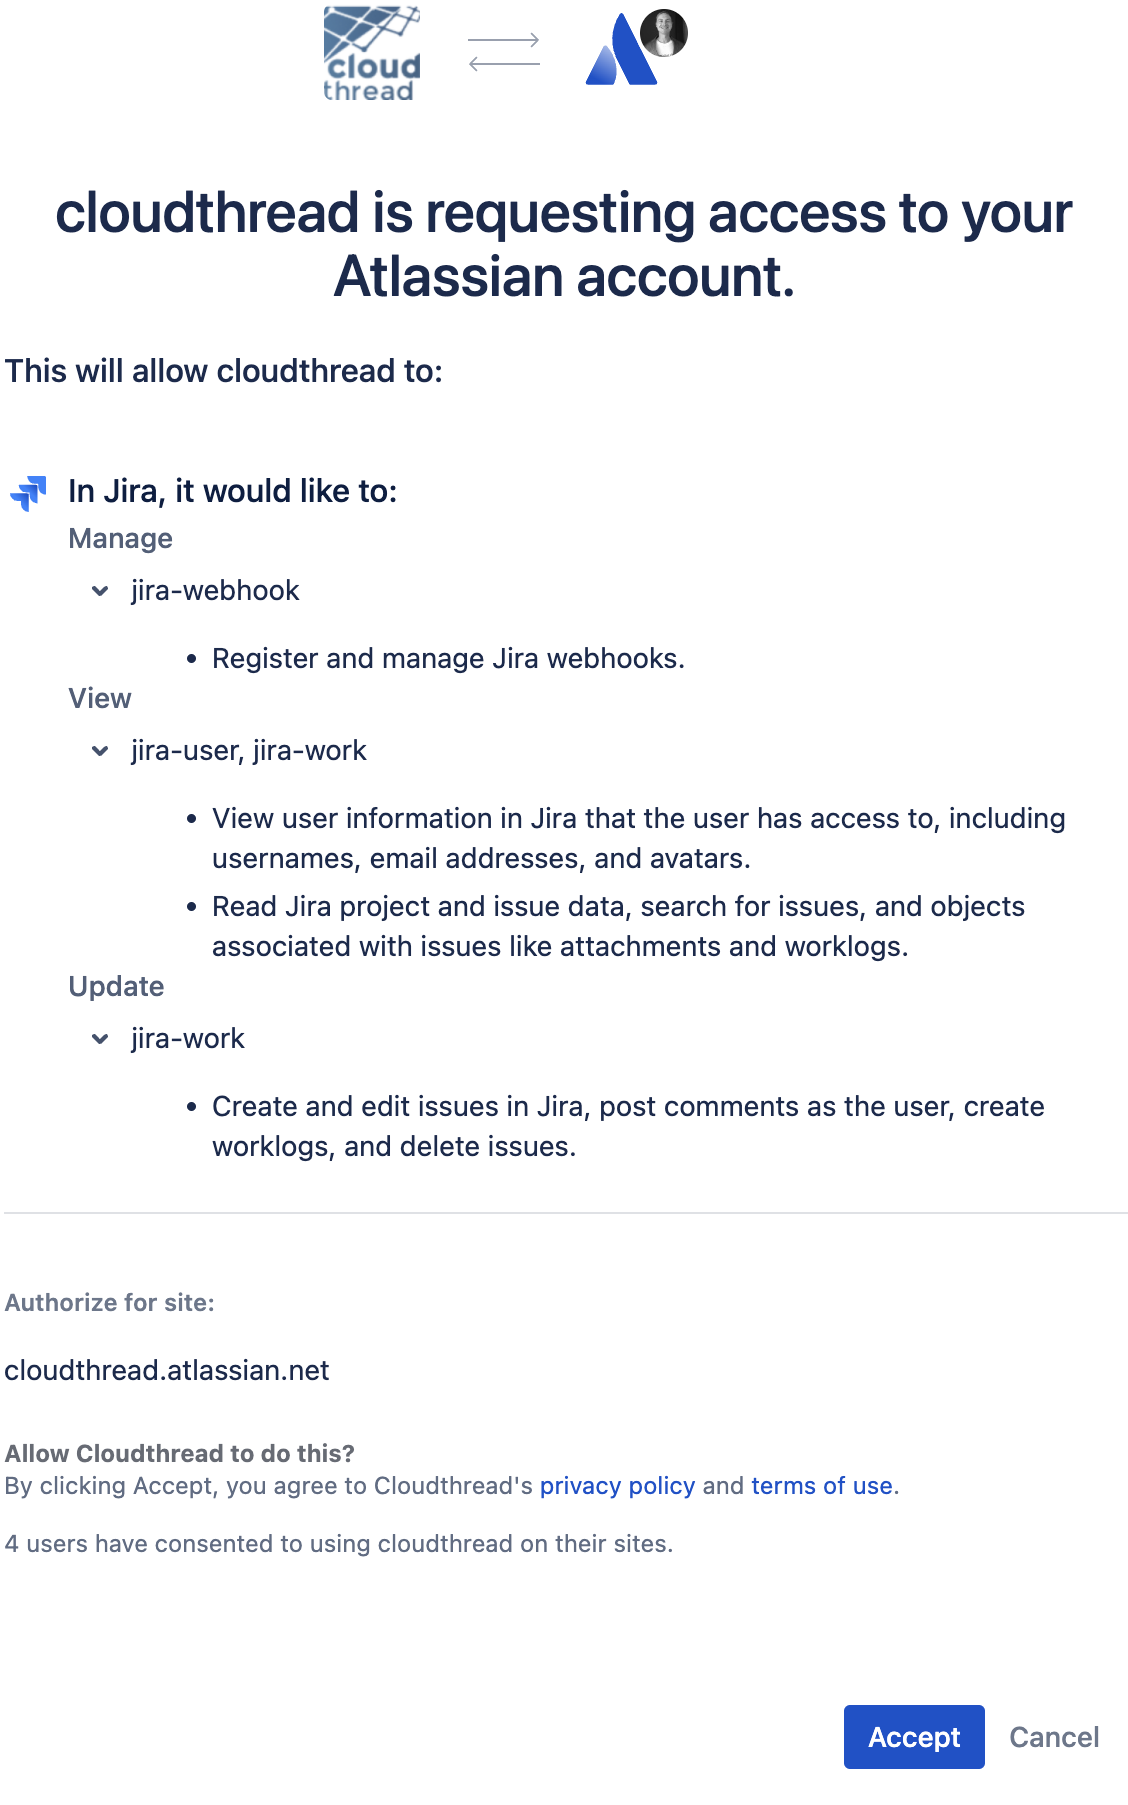 cloud
thread
cloudthread is requesting access to your
Atlassian account.
This will allow cloudthread to:
In Jira, it would like to:
Manage
jira-webhook
• Register and manage Jira webhooks.
View
jira-user, jira-work
• View user information in Jira that the user has access to, including
usernames, email addresses, and avatars.
• Read Jira project and issue data, search for issues, and objects
associated with issues like attachments and worklogs.
Update
jira-work
• Create and edit issues in Jira, post comments as the user, create
worklogs, and delete issues.
Authorize for site:
cloudthread.atlassian.net
Allow Cloudthread to do this?
By clicking Accept, you agree to Cloudthread's privacy policy and terms of use.
4 users have consented to using cloudthread on their sites.
Accept Cancel